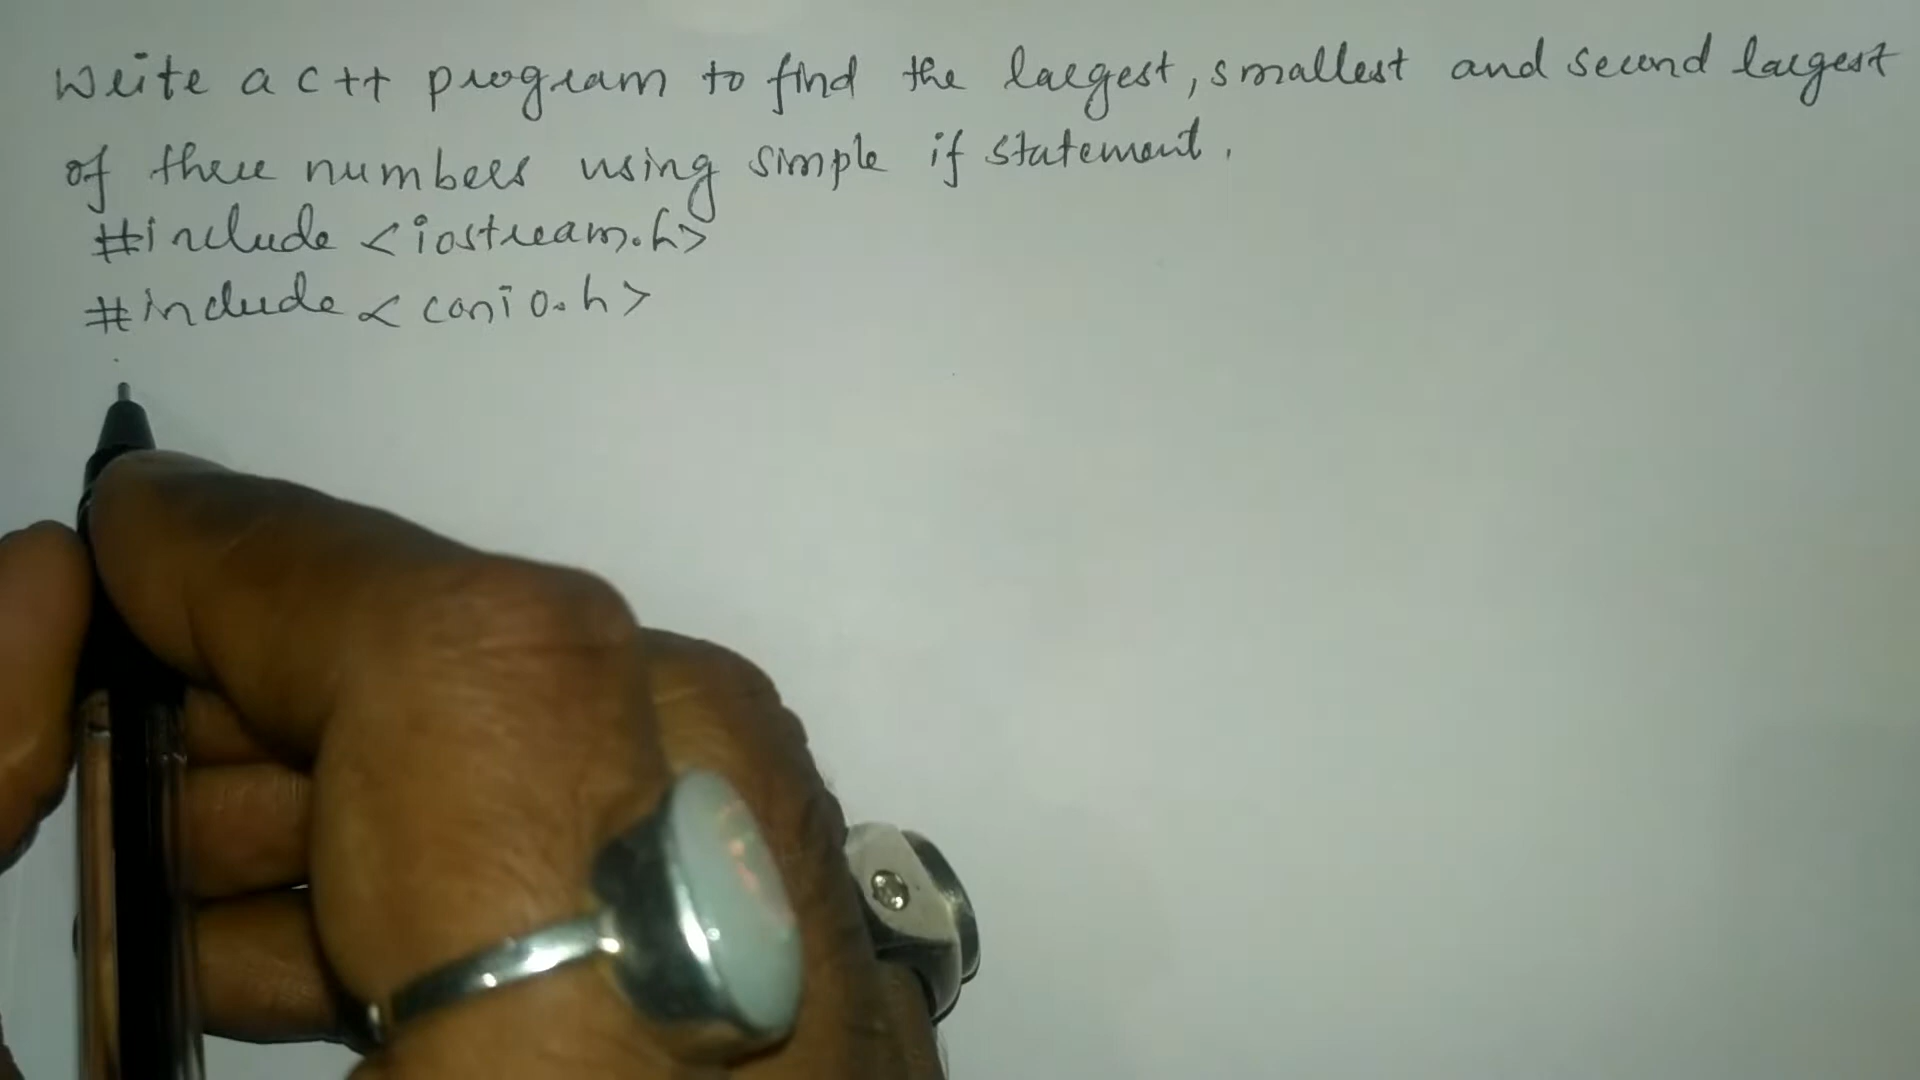 Write a c++ program to find the largest, smallest and second largest
of three numbers using simple if statement.
#include <iostream.h>
#include < conio.h >